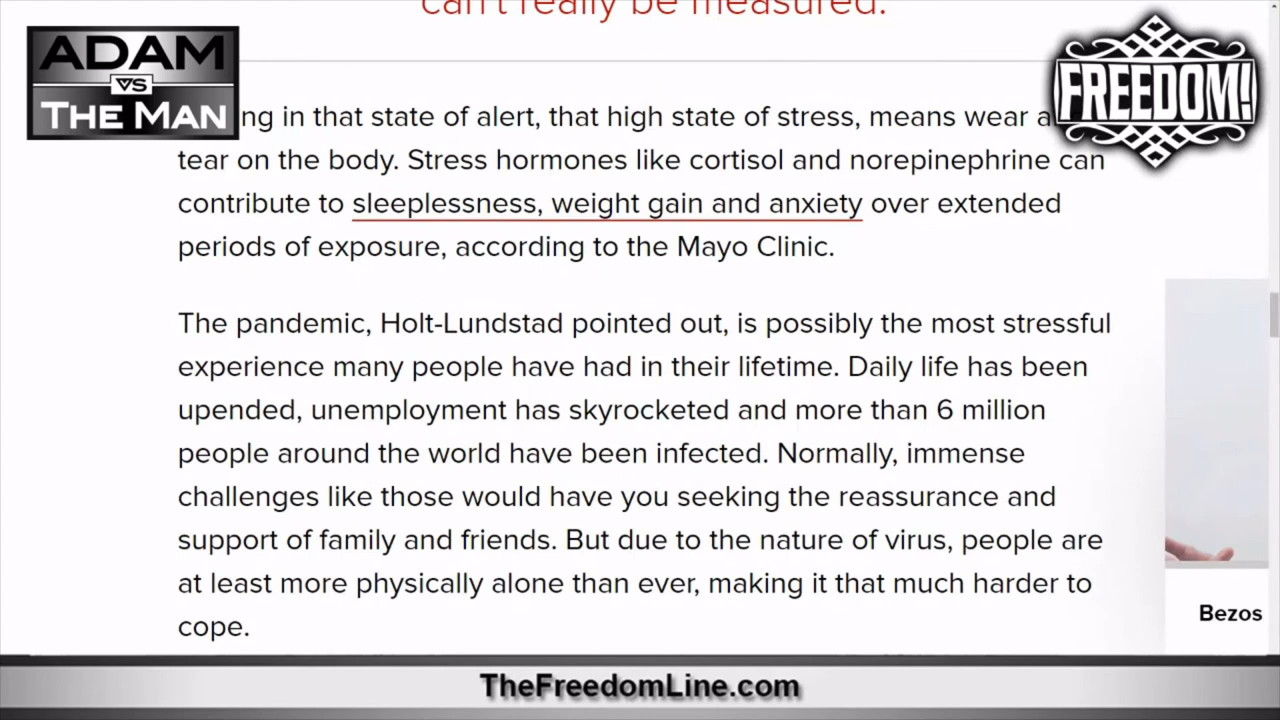 can't really be measured.
ADAM
VS
THE MAN
FREEDOM!
ng in that state of alert, that high state of stress, means wear a
tear on the body. Stress hormones like cortisol and norepinephrine can
contribute to sleeplessness, weight gain and anxiety over extended
periods of exposure, according to the Mayo Clinic.
The pandemic, Holt-Lundstad pointed out, is possibly the most stressful
experience many people have had in their lifetime. Daily life has been
upended, unemployment has skyrocketed and more than 6 million
people around the world have been infected. Normally, immense
challenges like those would have you seeking the reassurance and
support of family and friends. But due to the nature of virus, people are
at least more physically alone than ever, making it that much harder to
cope.
Bezos
TheFreedomLine.com